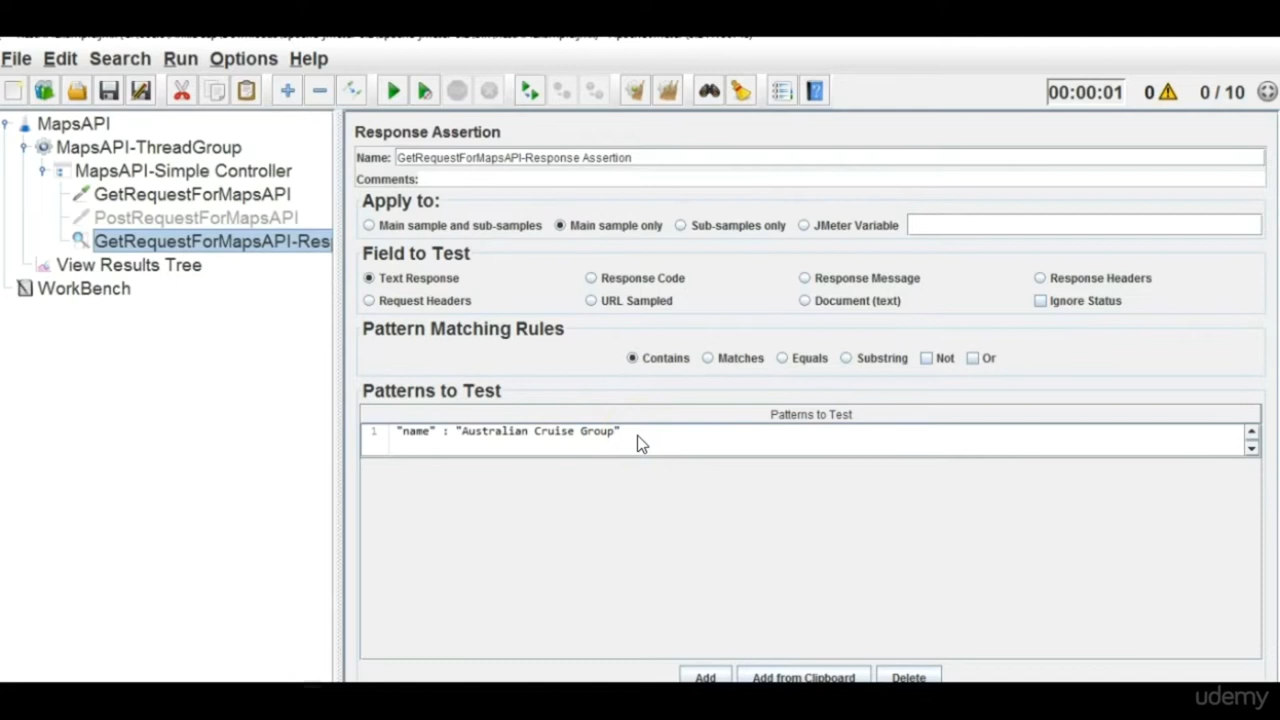 File Edit Search Run Options Help
00:00:01 0 0 / 10
MapsAPI
MapsAPI-ThreadGroup
MapsAPI-Simple Controller
GetRequestForMapsAPI
PostRequestForMapsAPI
GetRequestForMapsAPI-Res
View Results Tree
WorkBench
Response Assertion
Name: GetRequestForMapsAPI-Response Assertion
Comments:
Apply to:
Main sample and sub-samples Main sample only Sub-samples only JMeter Variable
Field to Test
Text Response Response Code Response Message Response Headers
Request Headers URL Sampled Document (text) Ignore Status
Pattern Matching Rules
Contains Matches Equals Substring Not Or
Patterns to Test
Patterns to Test
1 "name" : "Australian Cruise Group"
Add Add from Clipboard Delete
udemy